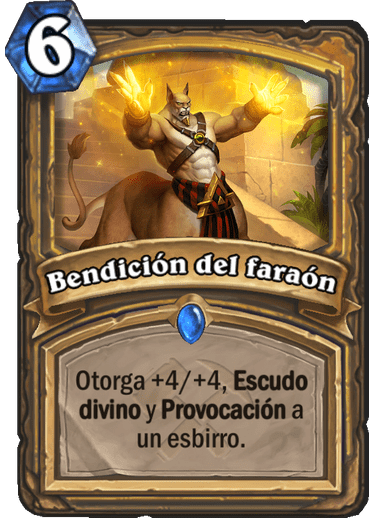 6
Bendición del faraón
Otorga +4/+4, Escudo
divino y Provocación a
un esbirro.